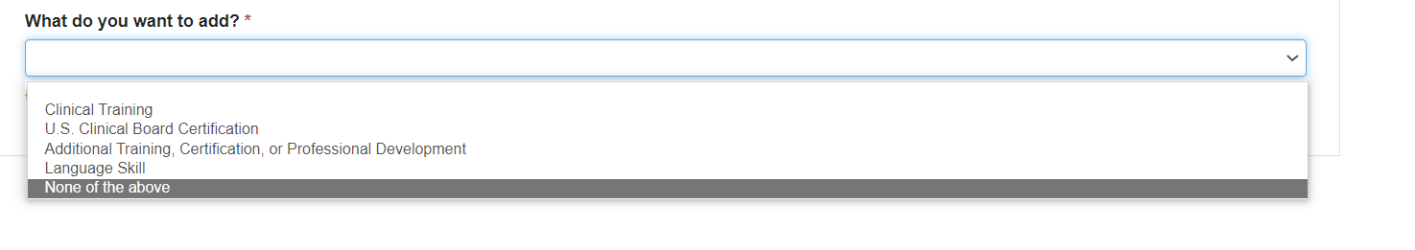 What do you want to add? *
Clinical Training
U.S. Clinical Board Certification
Additional Training, Certification, or Professional Development
Language Skill
None of the above